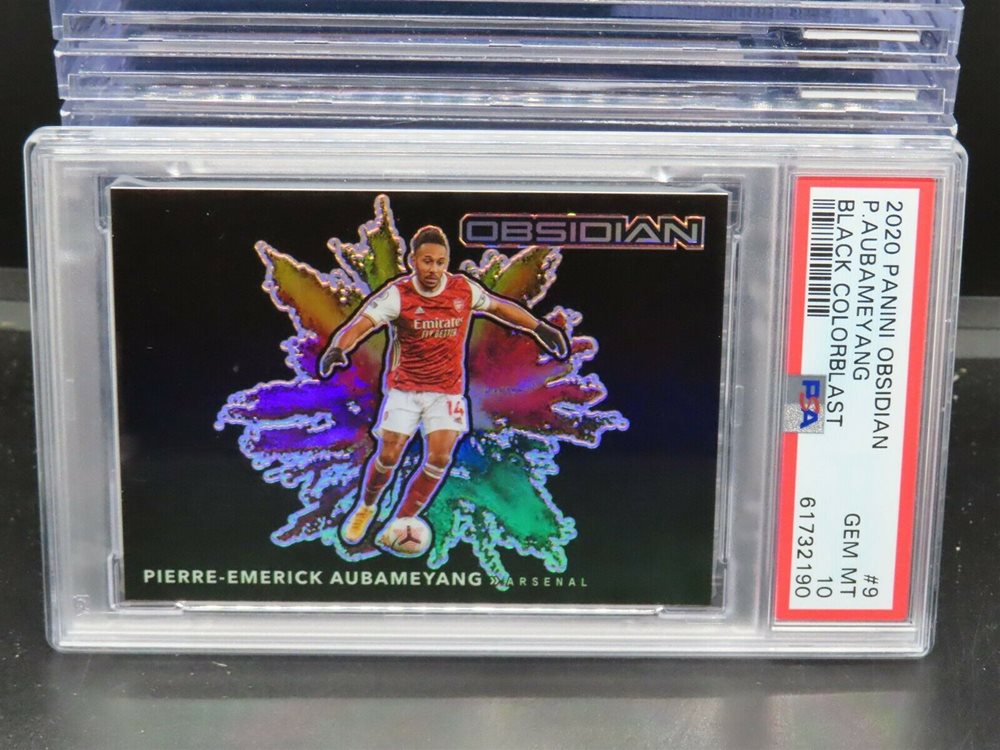 OBSIDIAN
Emirates
FLY BETTER
14
PIERRE-EMERICK AUBAMEYANG » ARSENAL
2020 PANINI OBSIDIAN #9
P.AUBAMEYANG GEM MT
BLACK COLORBLAST 10
PSA 61732190